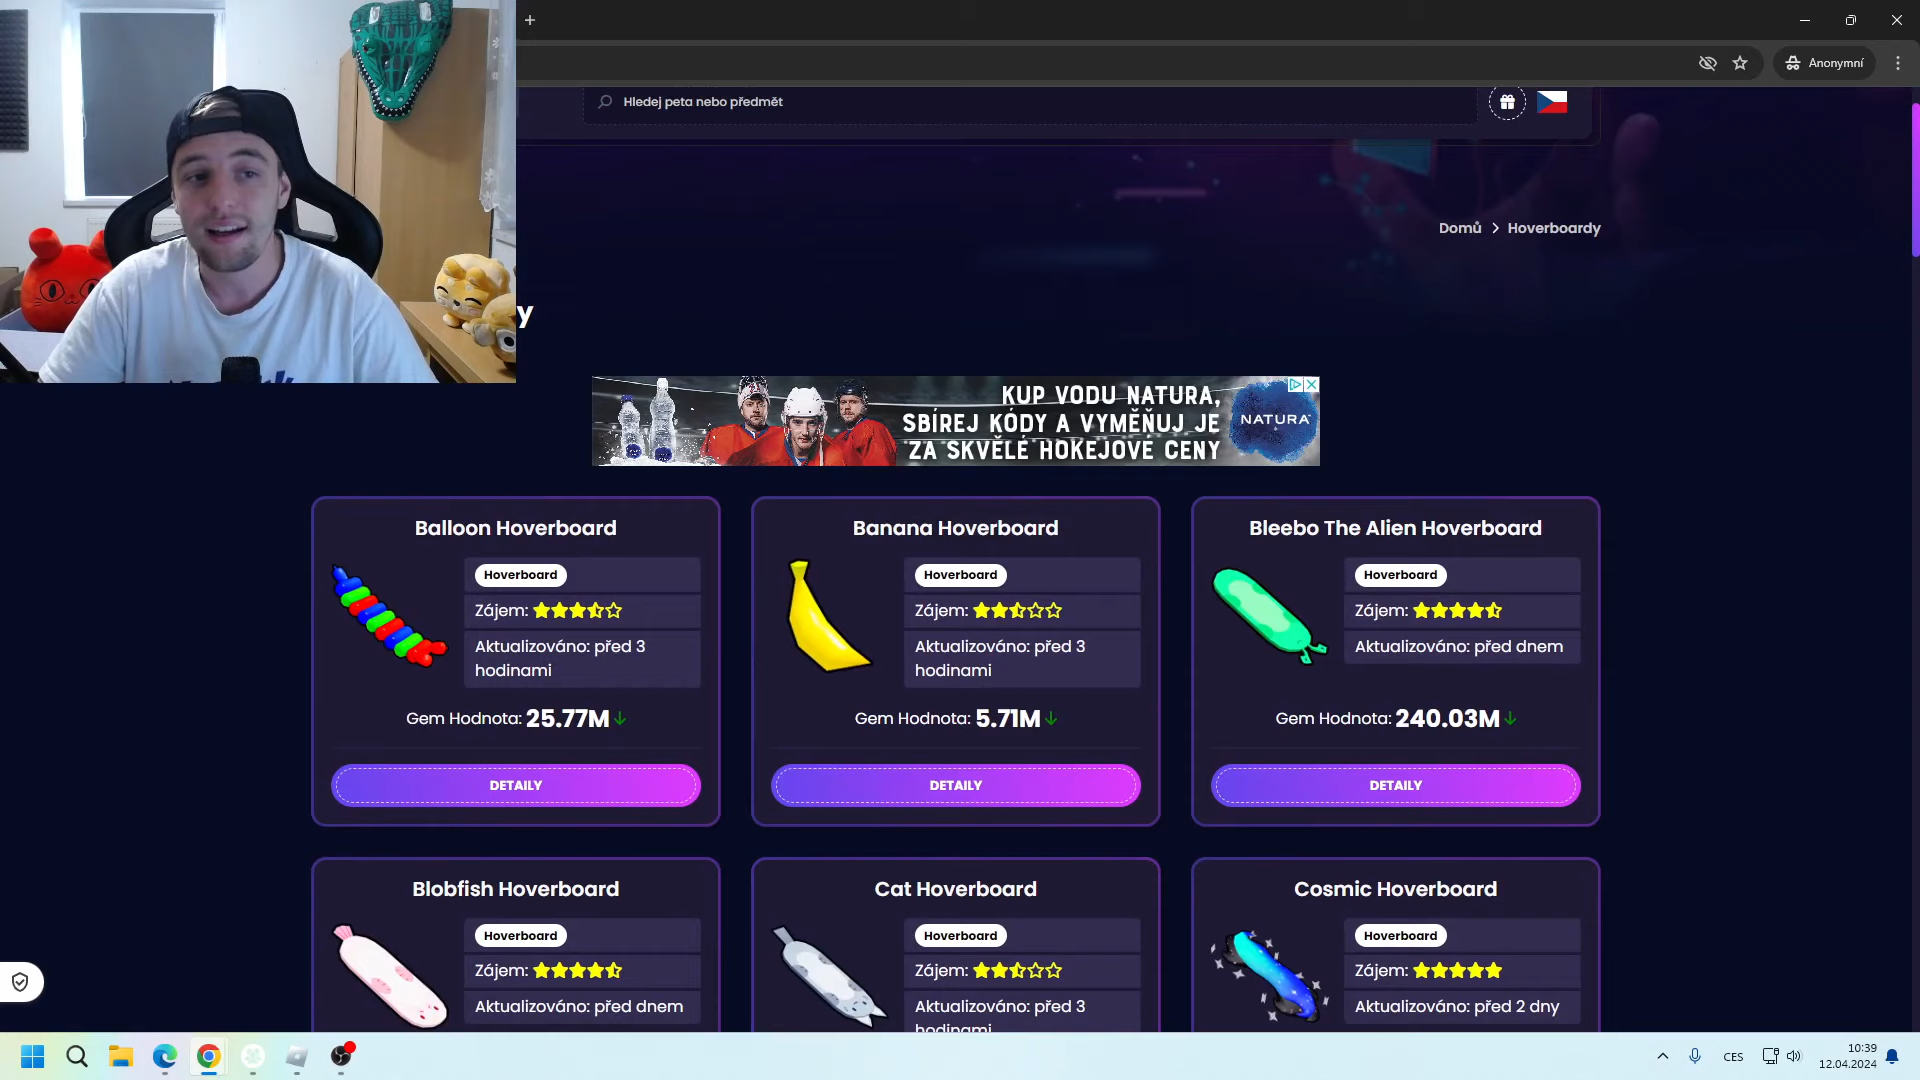 Anonymní
Hledej peta nebo předmět
Domů > Hoverboardy
y
KUP VODU NATURA,
SBÍREJ KÓDY A VYMĚŇUJ JE
ZA SKVĚLÉ HOKEJOVÉ CENY
NATURA
Balloon Hoverboard
Hoverboard
Zájem:
Aktualizováno: před 3
hodinami
Gem Hodnota: 25.77M
DETAILY
Banana Hoverboard
Hoverboard
Zájem:
Aktualizováno: před 3
hodinami
Gem Hodnota: 5.71M
DETAILY
Bleebo The Alien Hoverboard
Hoverboard
Zájem:
Aktualizováno: před dnem
Gem Hodnota: 240.03M
DETAILY
Blobfish Hoverboard
Hoverboard
Zájem:
Aktualizováno: před dnem
Cat Hoverboard
Hoverboard
Zájem:
Aktualizováno: před 3
hodinami
Cosmic Hoverboard
Hoverboard
Zájem:
Aktualizováno: před 2 dny
CES
10:39
12.04.2024